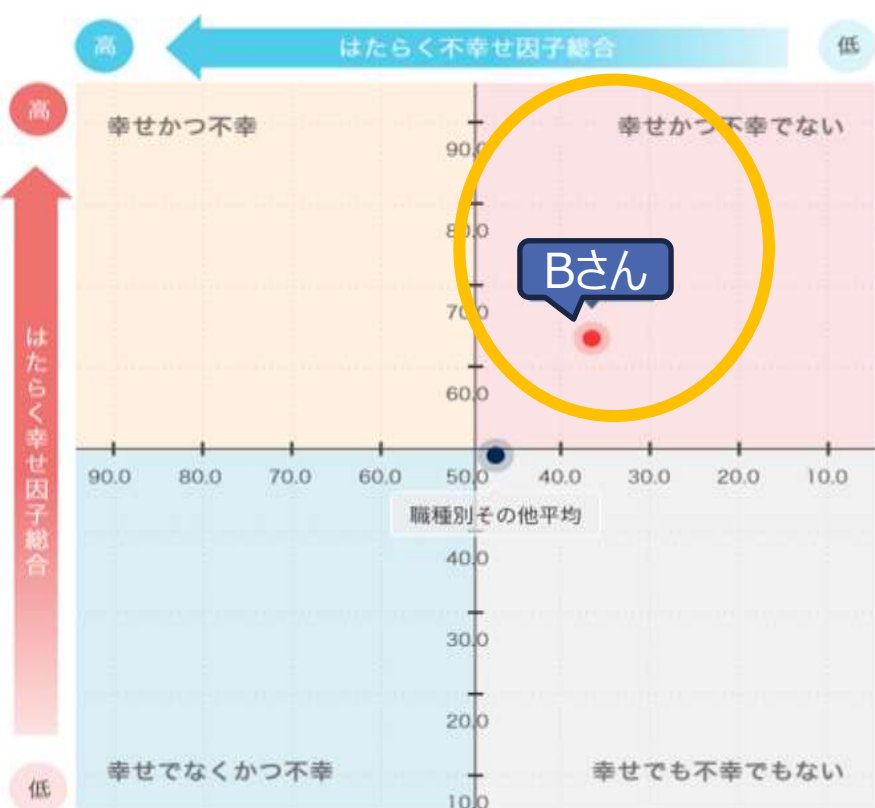 高
はたらく不幸せ因子総合
低
高
幸せかつ不幸
幸せかつ不幸でない
90.0
80.0
Bさん
70.0
はたらく幸せ因子総合
60.0
90.0 80.0 70.0 60.0 50.0 40.0 30.0 20.0 10.0
職種別その他平均
40.0
30.0
20.0
幸せでなくかつ不幸
幸せでも不幸でもない
低
10.0